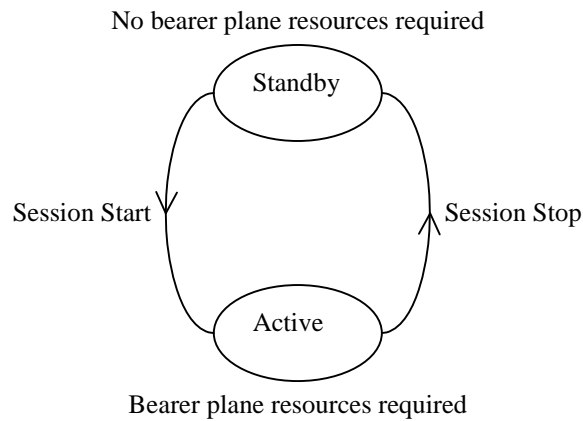 No bearer plane resources required
Standby
Session Start
Session Stop
Active
Bearer plane resources required